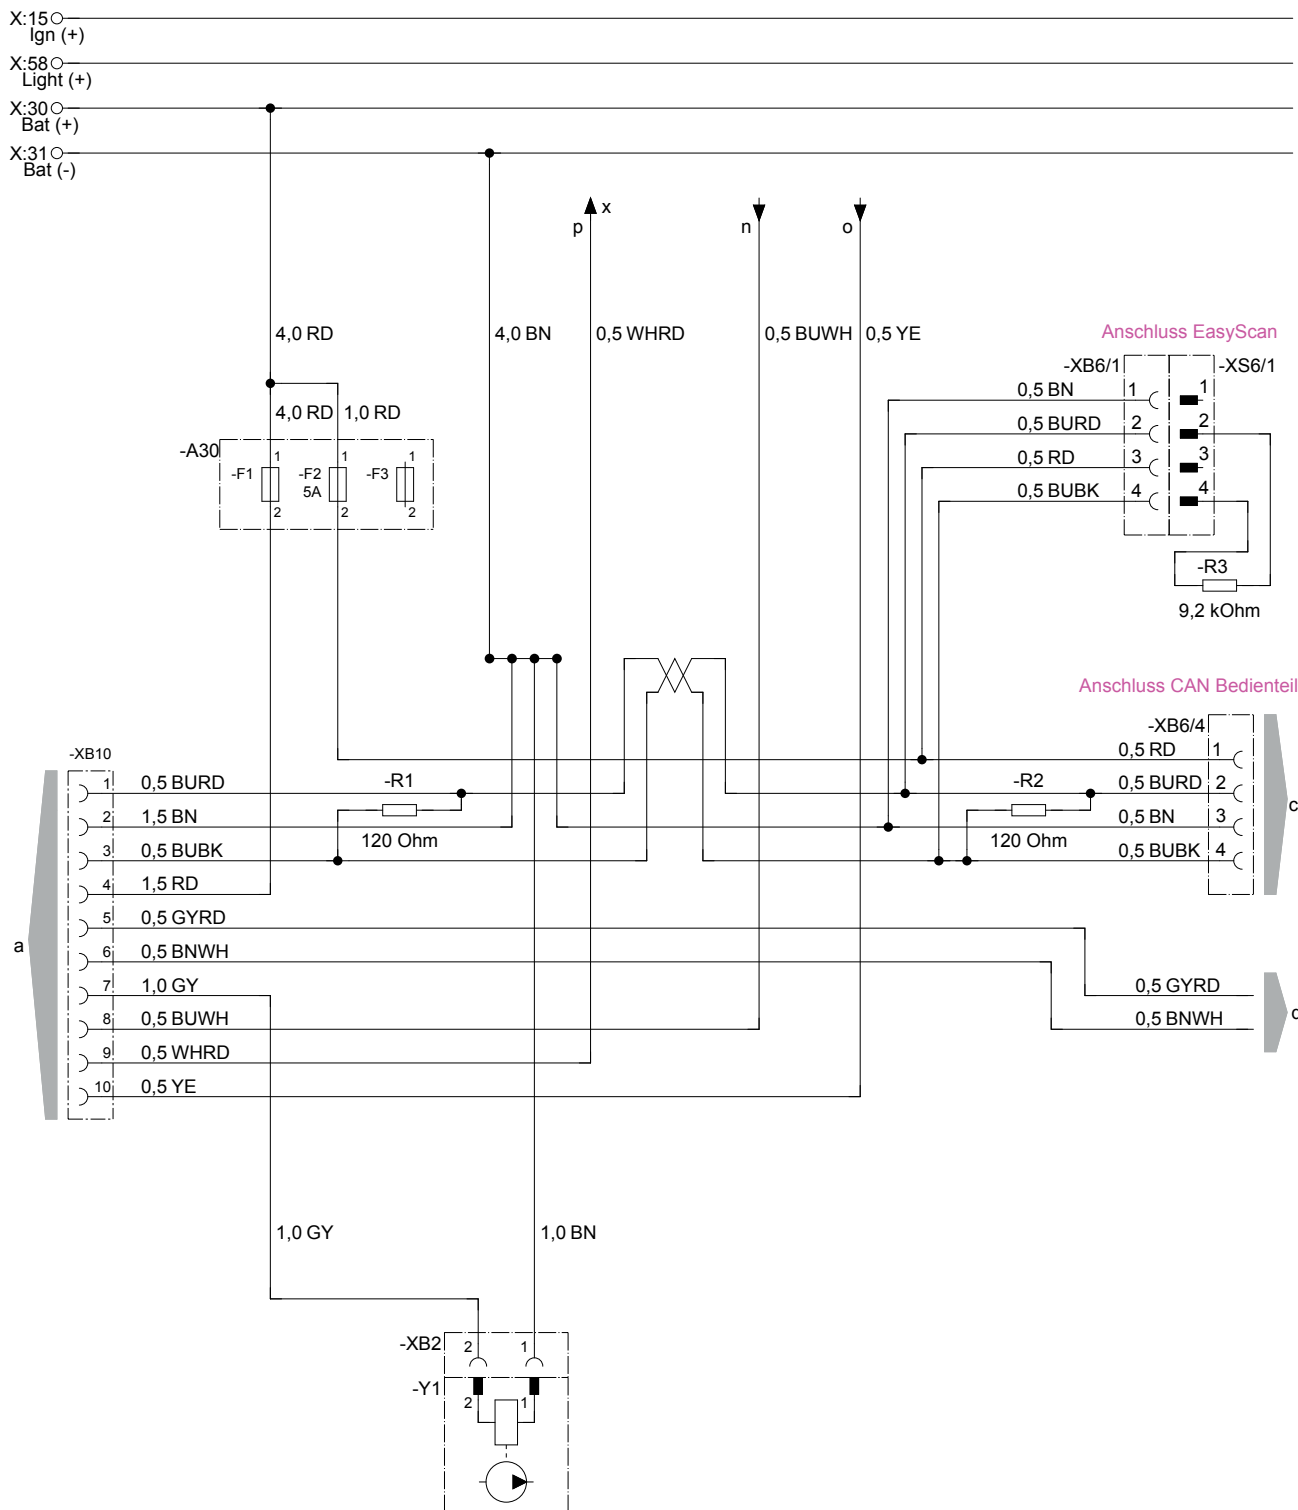 X:15
Ign (+)
X:58
Light (+)
X:30
Bat (+)
X:31
Bat (-)
x
p
n
o
4,0 RD
4,0 BN
0,5 WHRD
0,5 BUWH
0,5 YE
Anschluss EasyScan
-XB6/1
-XS6/1
0,5 BN
1
1
0,5 BURD
2
2
0,5 RD
3
3
0,5 BUBK
4
4
4,0 RD
1,0 RD
-A30
1
1
1
-F1
-F2
-F3
5A
2
2
2
-R3
9,2 kOhm
Anschluss CAN Bedienteil
-XB6/4
0,5 RD
1
0,5 BURD
2
0,5 BN
3
0,5 BUBK
4
c
-XB10
1
0,5 BURD
2
1,5 BN
3
0,5 BUBK
4
1,5 RD
5
0,5 GYRD
6
0,5 BNWH
7
1,0 GY
8
0,5 BUWH
9
0,5 WHRD
10
0,5 YE
a
-R1
120 Ohm
-R2
120 Ohm
0,5 GYRD
0,5 BNWH
1,0 GY
1,0 BN
-XB2
2
1
-Y1
2
1